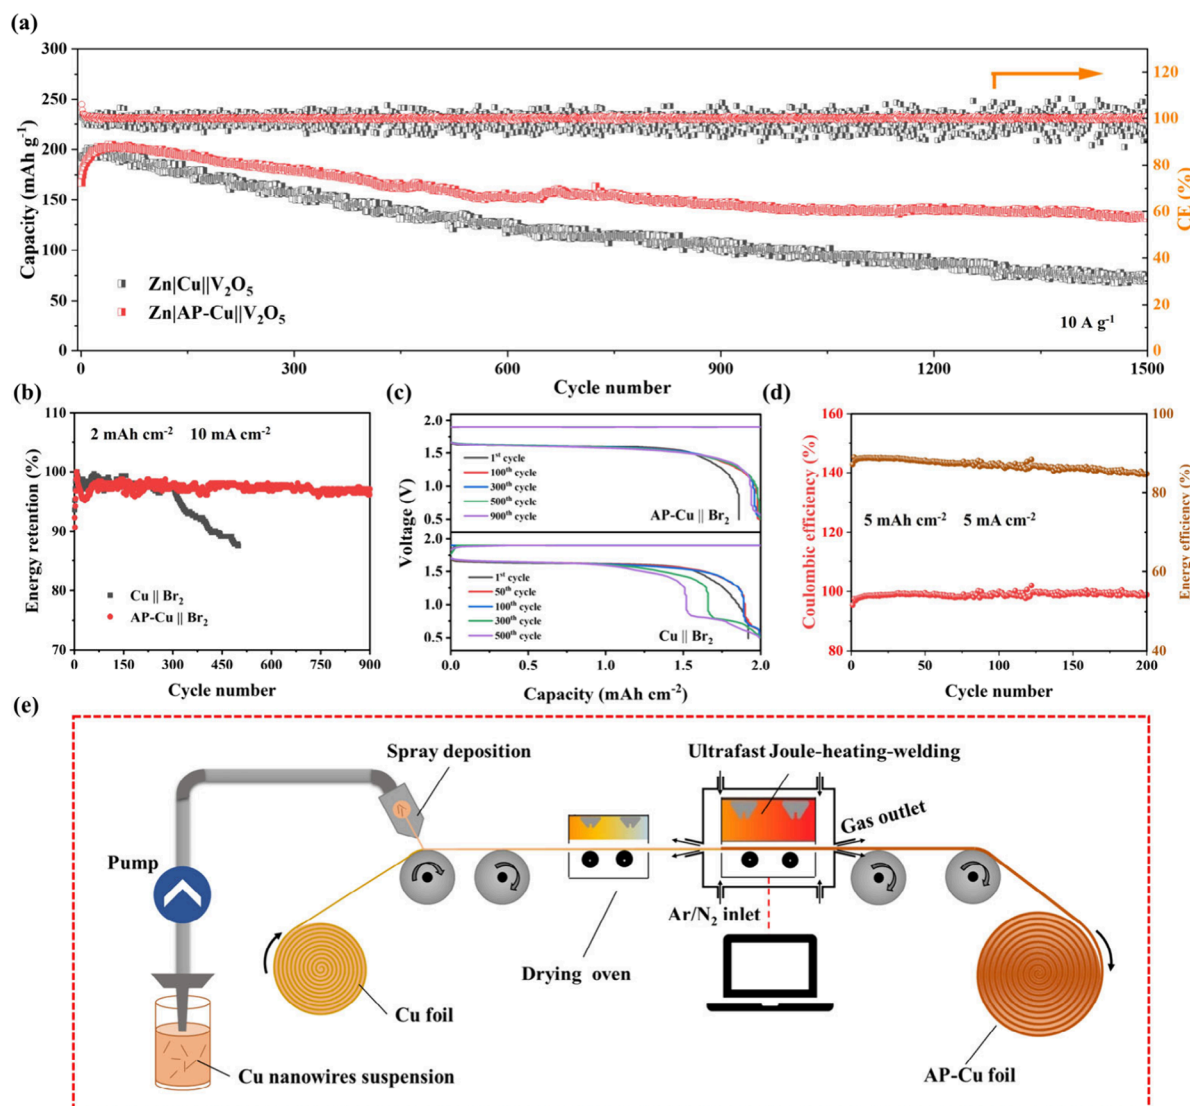 (a)
300
250
200
150
100
50
0
Capacity (mAh g-1)
120
100
80
60
40
20
0
CE (%)
Zn|Cu||V2O5
Zn|AP-Cu||V2O5
10 A g-1
0 300 600 900 1200 1500
Cycle number
(b)
110
100
90
80
70
Energy retention (%)
2 mAh cm-2 10 mA cm-2
Cu || Br2
AP-Cu || Br2
0 150 300 450 600 750 900
Cycle number
(c)
2.0
1.5
1.0
0.5
1st cycle
100th cycle
300th cycle
500th cycle
900th cycle
AP-Cu || Br2
Voltage (V)
2.0
1.5
1.0
0.5
1st cycle
50th cycle
100th cycle
300th cycle
500th cycle
Cu || Br2
0.0 0.5 1.0 1.5 2.0
Capacity (mAh cm-2)
(d)
160
140
120
100
80
Coulombic efficiency (%)
100
80
60
40
Energy efficiency (%)
5 mAh cm-2 5 mA cm-2
0 50 100 150 200
Cycle number
(e)
Spray deposition
Ultrafast Joule-heating-welding
Gas outlet
Pump
Ar/N2 inlet
Drying oven
Cu foil
Cu nanowires suspension
AP-Cu foil